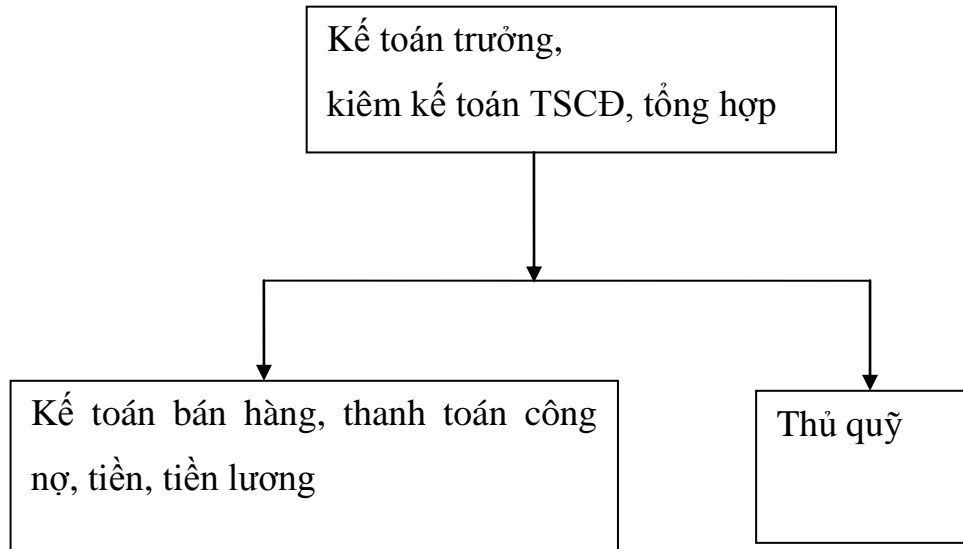 Kế toán trưởng,
kiêm kế toán TSCĐ, tổng hợp
Kế toán bán hàng, thanh toán công
nợ, tiền, tiền lương
Thủ quỹ